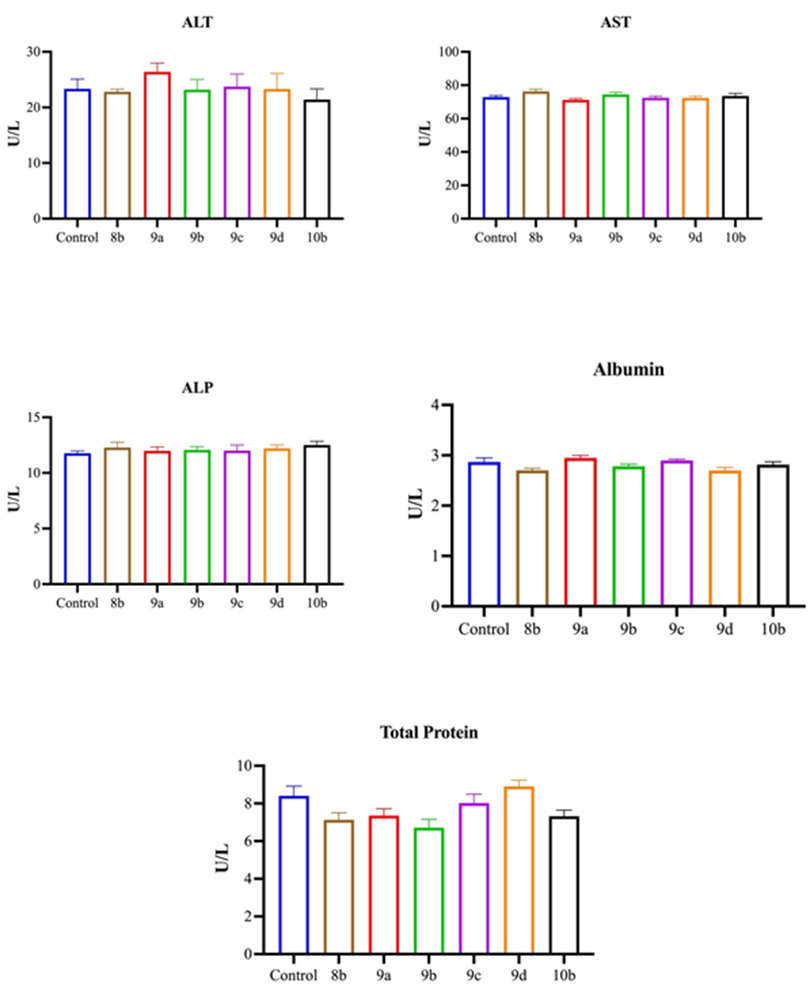 ALT
30
20
10
0
U/L
Control 8b 9a 9b 9c 9d 10b
AST
100
80
60
40
20
0
U/L
Control 8b 9a 9b 9c 9d 10b
ALP
15
10
5
0
U/L
Control 8b 9a 9b 9c 9d 10b
Albumin
4
3
2
1
0
U/L
Control 8b 9a 9b 9c 9d 10b
Total Protein
10
8
6
4
2
0
U/L
Control 8b 9a 9b 9c 9d 10b